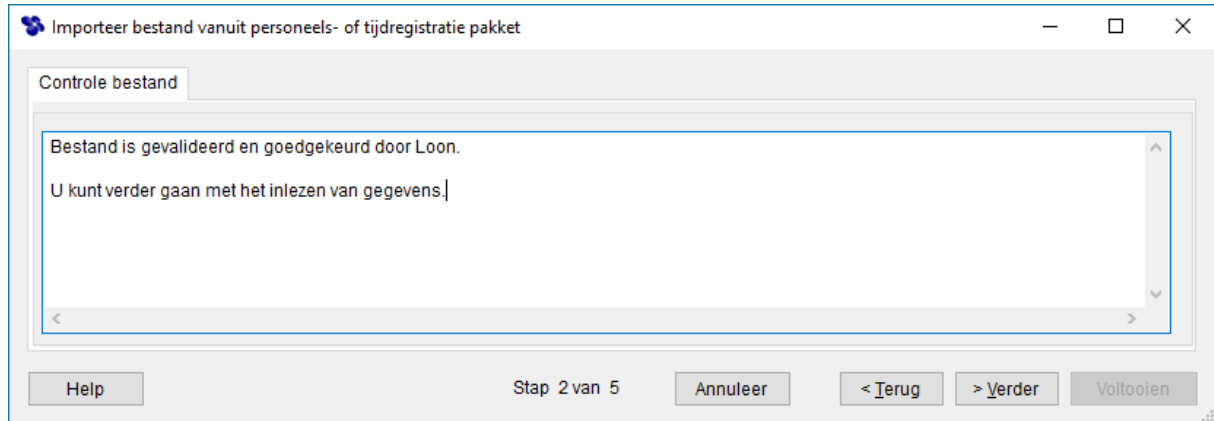 Importeer bestand vanuit personeels- of tijdregistratie pakket
Controle bestand
Bestand is gevalideerd en goedgekeurd door Loon.
U kunt verder gaan met het inlezen van gegevens.
Help
Stap 2 van 5
Annuleer
< Terug
> Verder
Voltooien